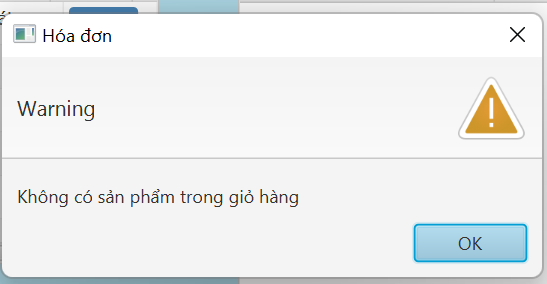 Hóa đơn
Warning
Không có sản phẩm trong giỏ hàng
OK